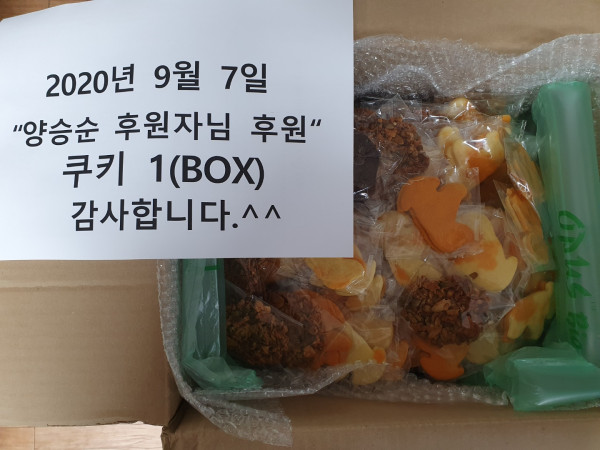 2020년 9월 7일
“양승순 후원자님 후원“
쿠키 1(BOX)
감사합니다.^^